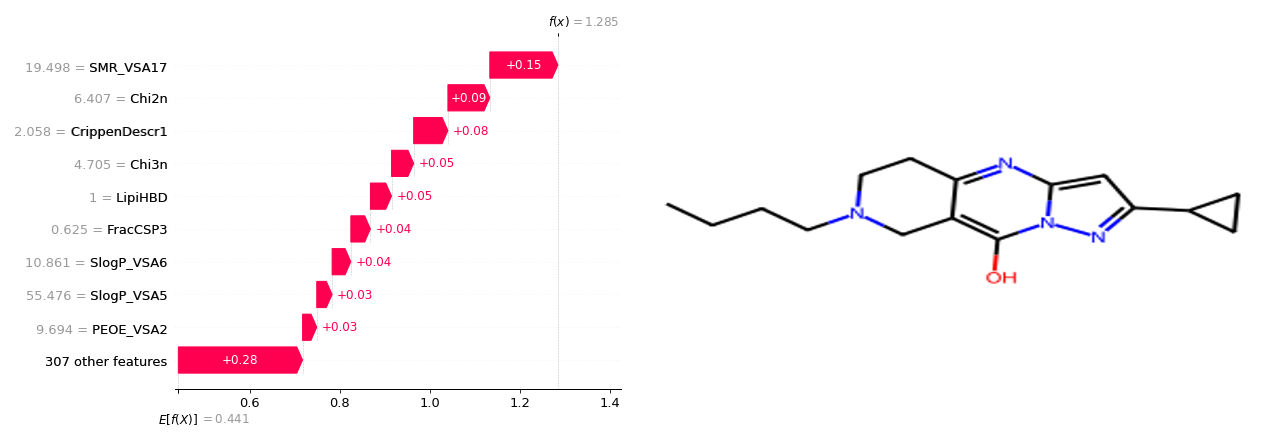 f(x) = 1.285
19.498 = SMR_VSA17
+0.15
6.407 = Chi2n
+0.09
2.058 = CrippenDescr1
+0.08
4.705 = Chi3n
+0.05
1 = LipiHBD
+0.05
0.625 = FracCSP3
+0.04
10.861 = SlogP_VSA6
+0.04
55.476 = SlogP_VSA5
+0.03
9.694 = PEOE_VSA2
+0.03
307 other features
+0.28
0.6 0.8 1.0 1.2 1.4
E[f(X)] = 0.441
N
N
N
N
OH